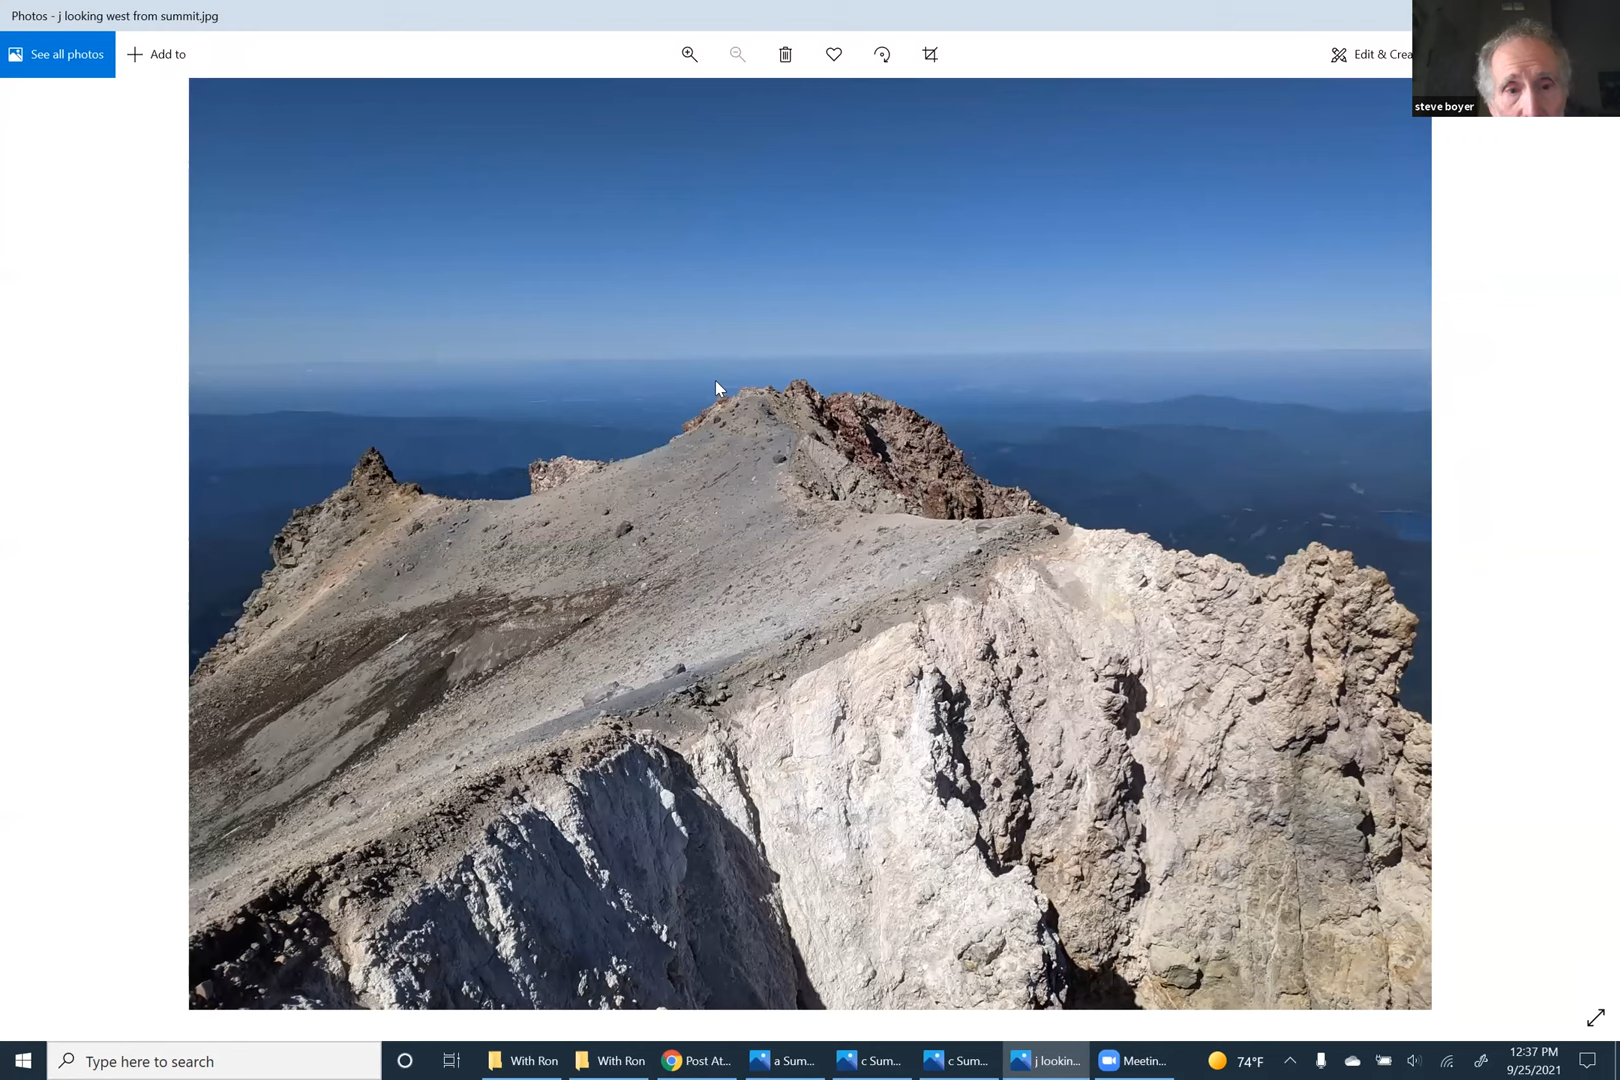 Photos - j looking west from summit.jpg
See all photos
Add to
Edit & Crea
steve boyer
Type here to search
With Ron
With Ron
Post At...
a Sum...
c Sum...
c Sum...
j lookin...
Meetin...
74°F
12:37 PM
9/25/2021